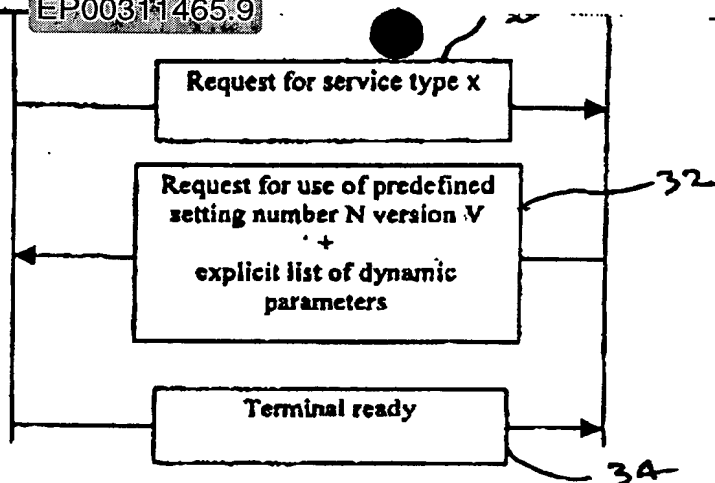 EP00311465.9
Request for service type x
Request for use of predefined
setting number N version V
+
explicit list of dynamic
parameters
32
Terminal ready
34